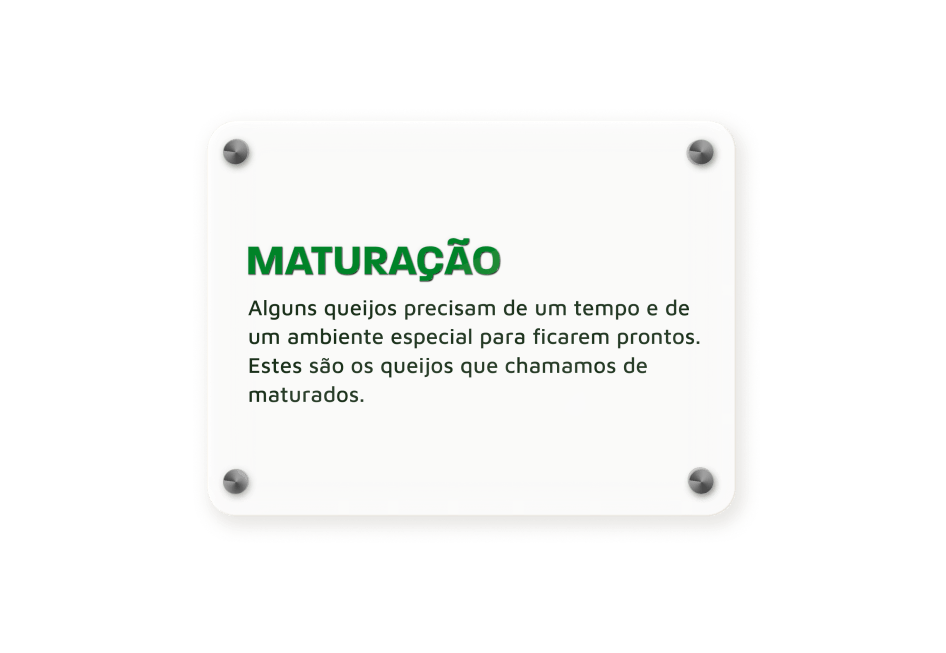 MATURAÇÃO
Alguns queijos precisam de um tempo e de
um ambiente especial para ficarem prontos.
Estes são os queijos que chamamos de
maturados.